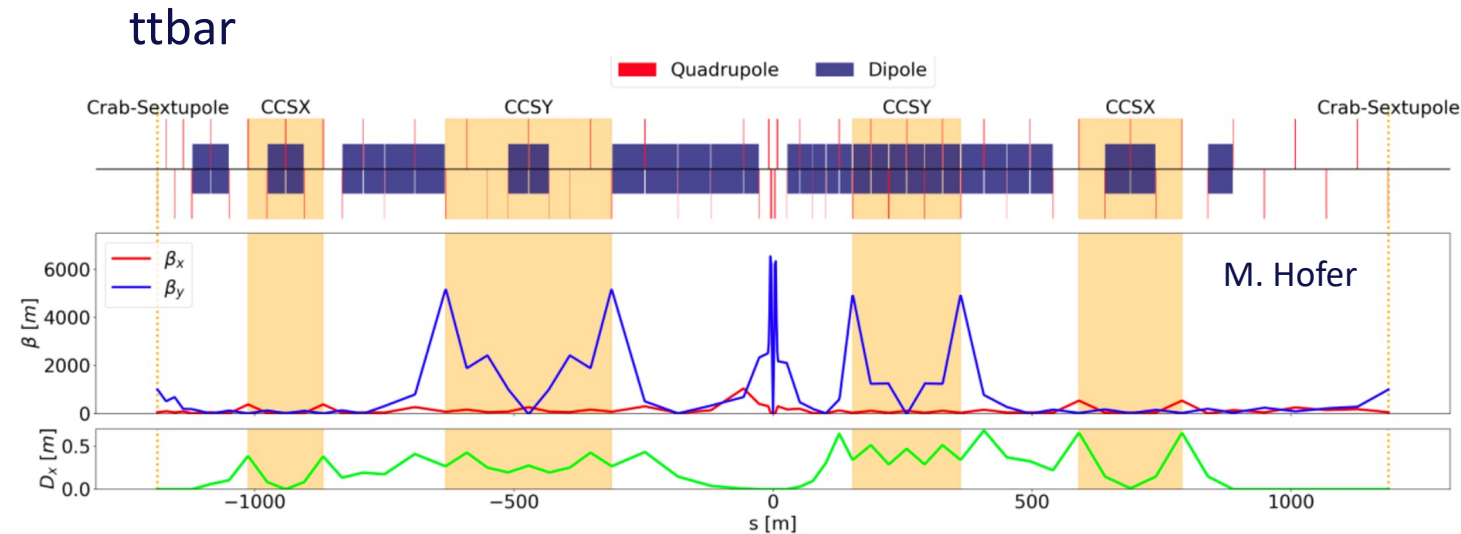 ttbar
Quadrupole Dipole
Crab-Sextupole CCSX CCSY CCSY CCSX Crab-Sextupole
βx
βy
M. Hofer
6000
4000
2000
0
β [m]
0.5
0.0
Dx [m]
−1000 −500 0 500 1000
s [m]